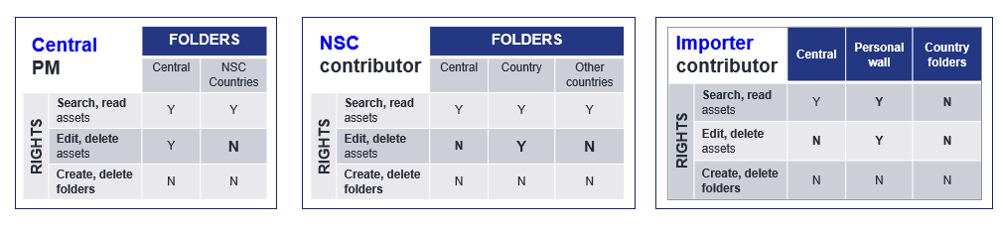 Central
PM
FOLDERS
Central
NSC
Countries
RIGHTS
Search, read
assets
Y
Y
Edit, delete
assets
Y
N
Create, delete
folders
N
N
NSC
contributor
FOLDERS
Central
Country
Other
countries
RIGHTS
Search, read
assets
Y
Y
Y
Edit, delete
assets
N
Y
N
Create, delete
folders
N
N
N
Importer
contributor
Central
Personal
wall
Country
folders
RIGHTS
Search, read
assets
Y
Y
N
Edit, delete
assets
N
Y
N
Create, delete
folders
N
N
N